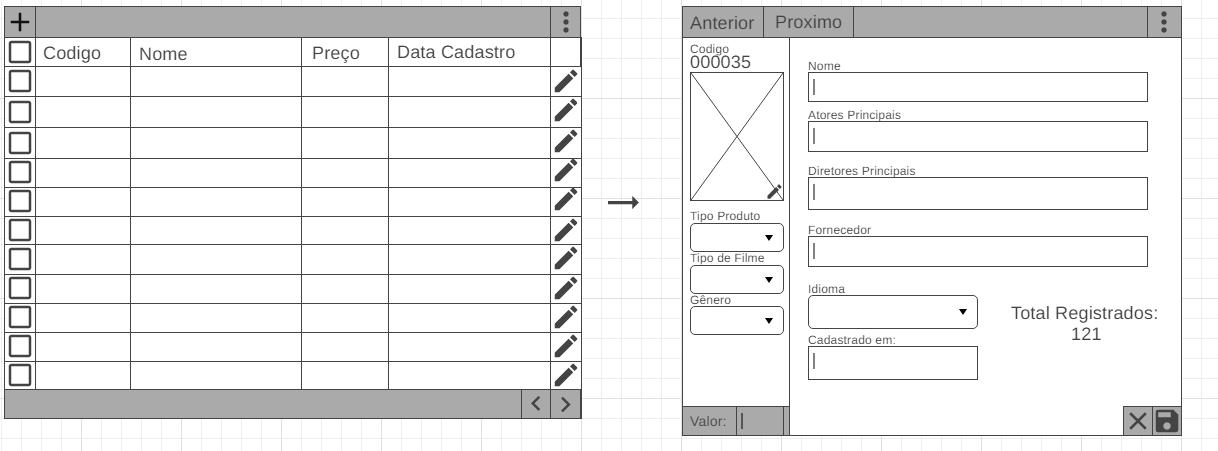 Codigo Nome Preço Data Cadastro
Anterior Proximo
Codigo
000035
Tipo Produto
Tipo de Filme
Gênero
Valor:
Nome
Atores Principais
Diretores Principais
Fornecedor
Idioma
Cadastrado em:
Total Registrados:
121